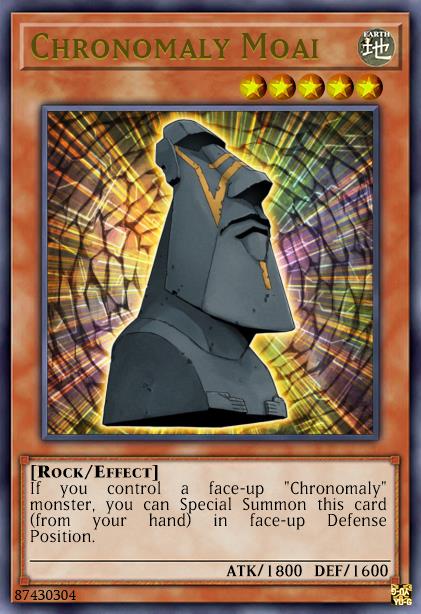 Chronomaly Moai
EARTH
地
[Rock/Effect]
If you control a face-up "Chronomaly"
monster, you can Special Summon this card
(from your hand) in face-up Defense
Position.
ATK/1800 DEF/1600
87430304